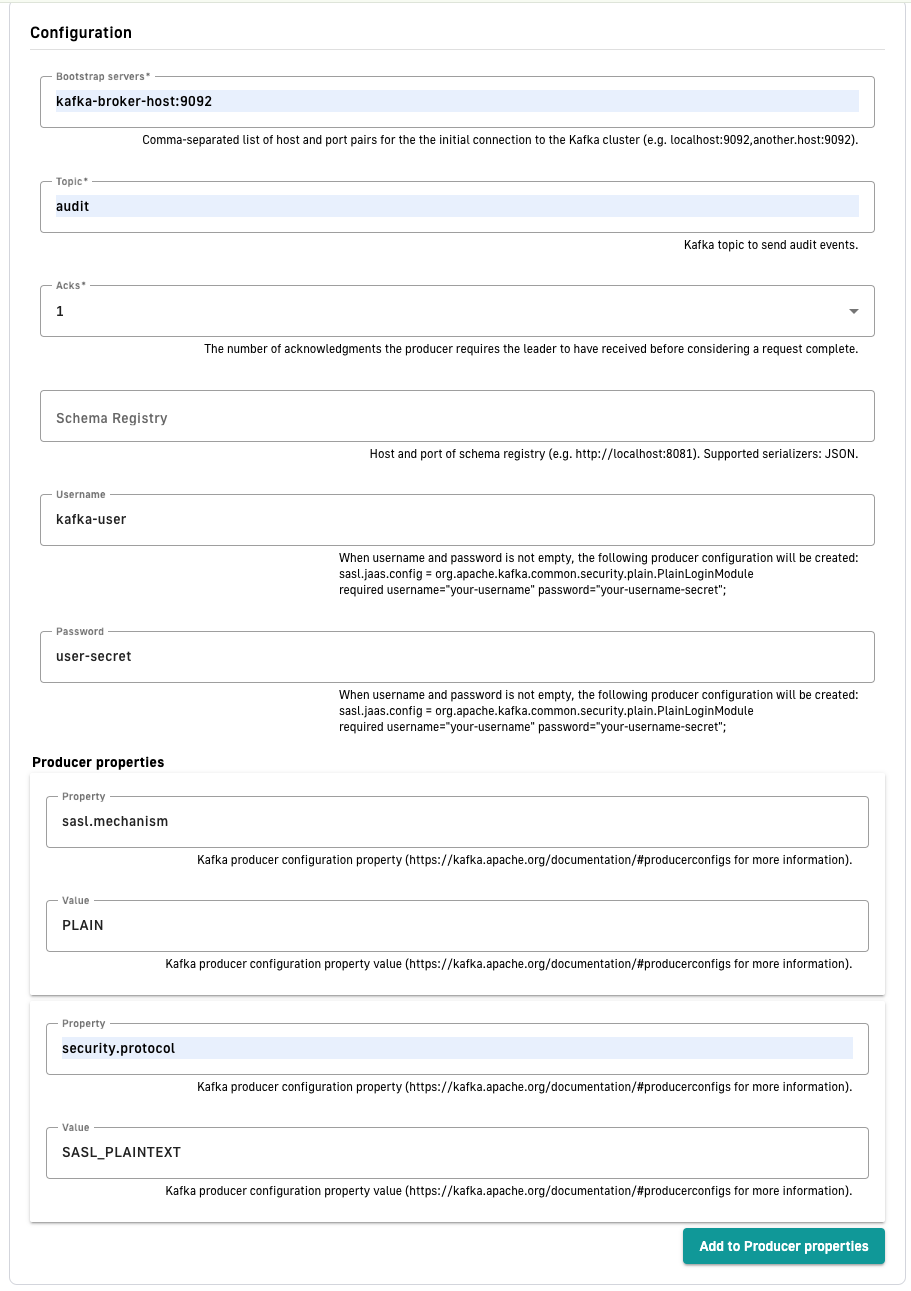 Configuration
Bootstrap servers*
kafka-broker-host:9092
Comma-separated list of host and port pairs for the the initial connection to the Kafka cluster (e.g. localhost:9092,another.host:9092).
Topic*
audit
Kafka topic to send audit events.
Acks*
1
The number of acknowledgments the producer requires the leader to have received before considering a request complete.
Schema Registry
Host and port of schema registry (e.g. http://localhost:8081). Supported serializers: JSON.
Username
kafka-user
When username and password is not empty, the following producer configuration will be created:
sasl.jaas.config = org.apache.kafka.common.security.plain.PlainLoginModule
required username="your-username" password="your-username-secret";
Password
user-secret
When username and password is not empty, the following producer configuration will be created:
sasl.jaas.config = org.apache.kafka.common.security.plain.PlainLoginModule
required username="your-username" password="your-username-secret";
Producer properties
Property
sasl.mechanism
Kafka producer configuration property (https://kafka.apache.org/documentation/#producerconfigs for more information).
Value
PLAIN
Kafka producer configuration property value (https://kafka.apache.org/documentation/#producerconfigs for more information).
Property
security.protocol
Kafka producer configuration property (https://kafka.apache.org/documentation/#producerconfigs for more information).
Value
SASL_PLAINTEXT
Kafka producer configuration property value (https://kafka.apache.org/documentation/#producerconfigs for more information).
Add to Producer properties